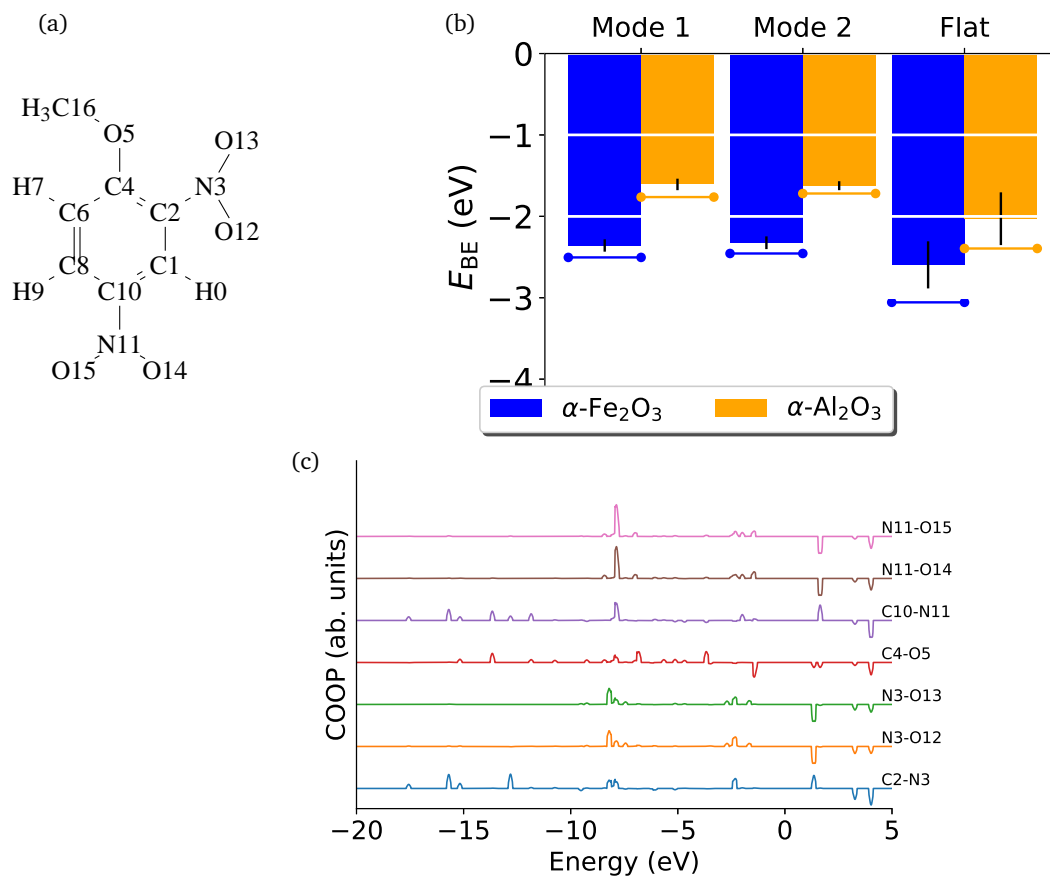 (a)
H₃C16
O5
O13
H7
C4
N3
C6
C2
O12
C8
C1
H9
C10
H0
N11
O15
O14
(b)
Mode 1
Mode 2
Flat
0
−1
−2
−3
−4
E_BE (eV)
α-Fe₂O₃
α-Al₂O₃
(c)
COOP (ab. units)
N11-O15
N11-O14
C10-N11
C4-O5
N3-O13
N3-O12
C2-N3
−20
−15
−10
−5
0
5
Energy (eV)